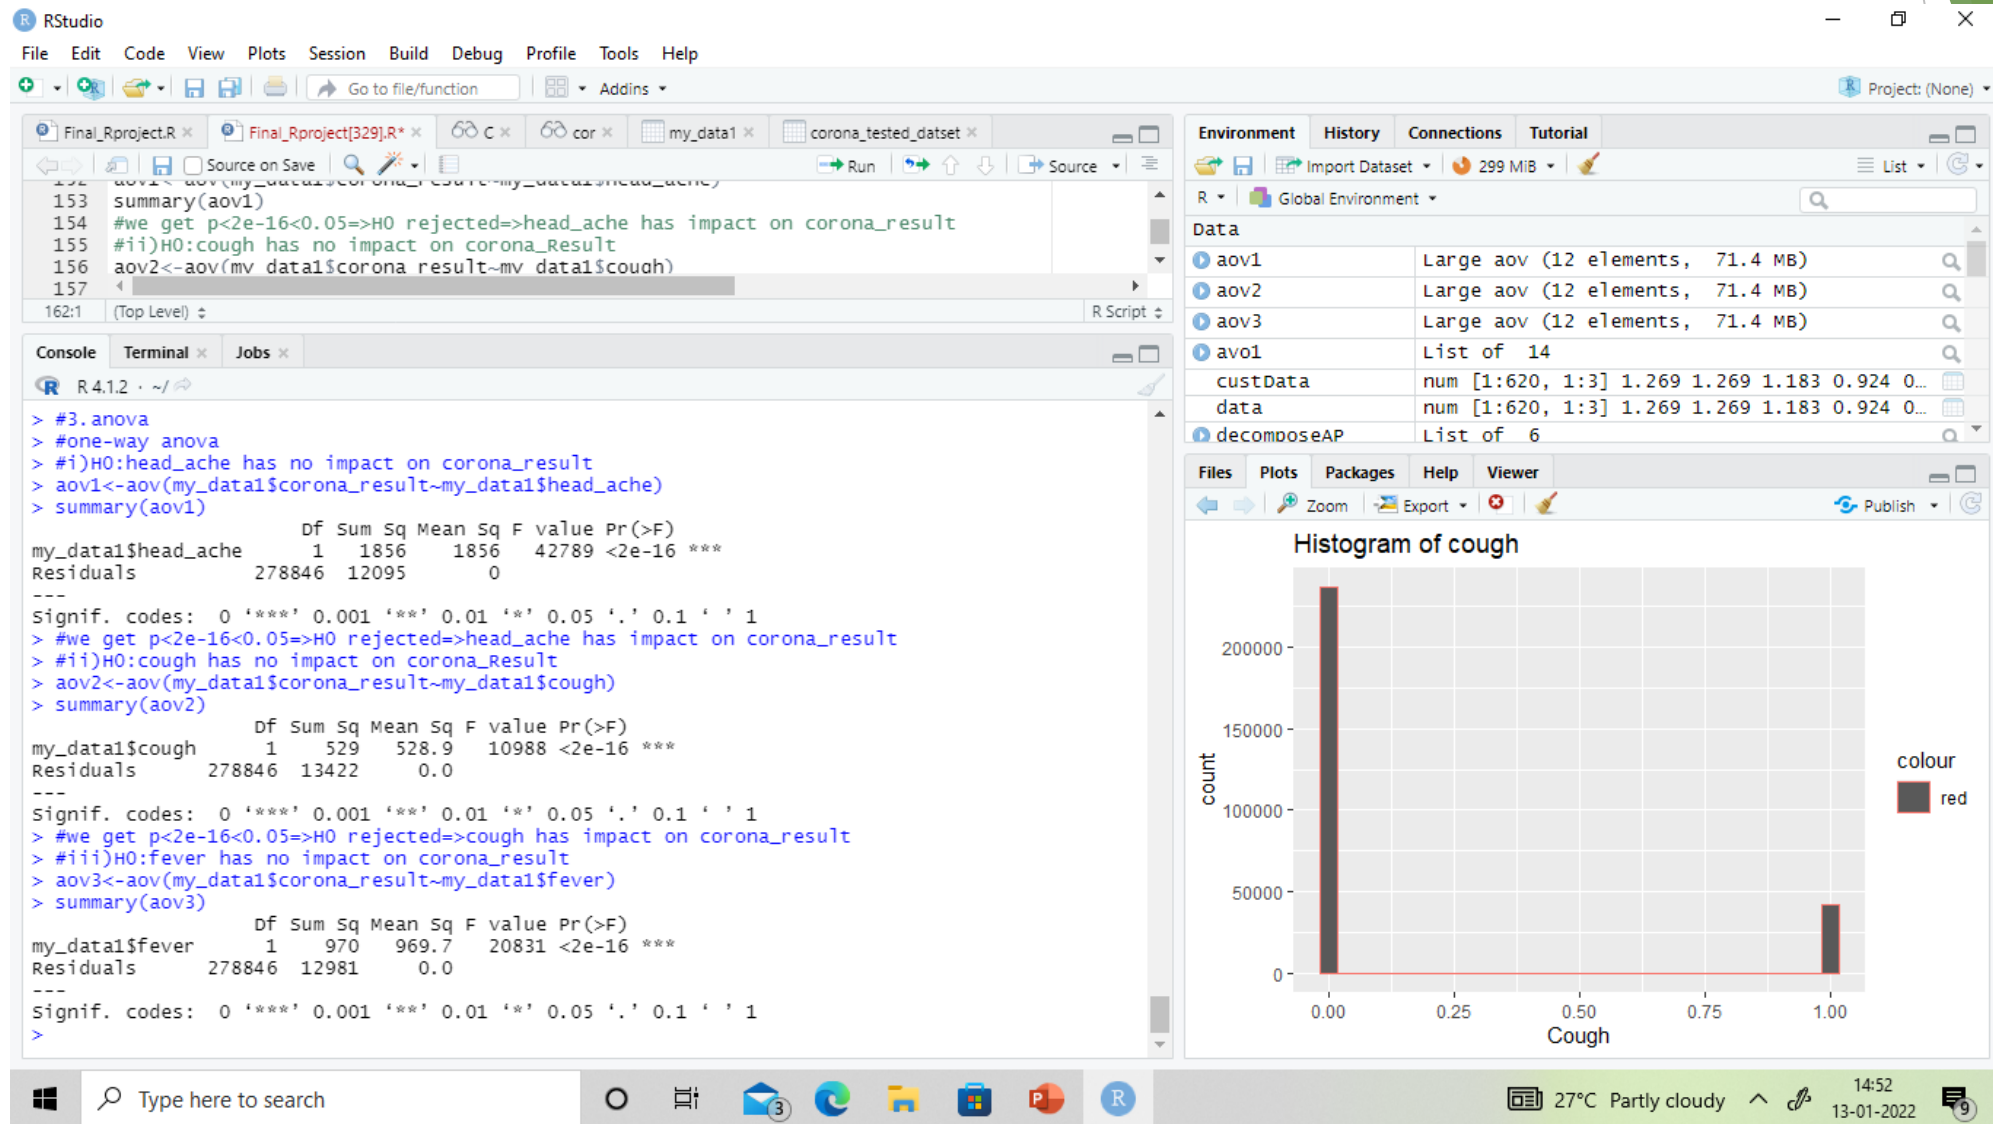 RStudio
File Edit Code View Plots Session Build Debug Profile Tools Help
Go to file/function Addins Project: (None)
Final_Rproject.R Final_Rproject[329].R* C cor my_data1 corona_tested_datset
Source on Save Run Source
152 aov1<-aov(my_data1$corona_result~my_data1$head_ache)
153 summary(aov1)
154 #we get p<2e-16<0.05=>H0 rejected=>head_ache has impact on corona_result
155 #ii)H0:cough has no impact on corona_Result
156 aov2<-aov(my_data1$corona_result~my_data1$cough)
157
162:1 (Top Level) R Script
Console Terminal Jobs
R 4.1.2 · ~/
> #3.anova
> #one-way anova
> #i)H0:head_ache has no impact on corona_result
> aov1<-aov(my_data1$corona_result~my_data1$head_ache)
> summary(aov1)
Df Sum Sq Mean Sq F value Pr(>F)
my_data1$head_ache 1 1856 1856 42789 <2e-16 ***
Residuals 278846 12095 0
---
Signif. codes: 0 ‘***’ 0.001 ‘**’ 0.01 ‘*’ 0.05 ‘.’ 0.1 ‘ ’ 1
> #we get p<2e-16<0.05=>H0 rejected=>head_ache has impact on corona_result
> #ii)H0:cough has no impact on corona_Result
> aov2<-aov(my_data1$corona_result~my_data1$cough)
> summary(aov2)
Df Sum Sq Mean Sq F value Pr(>F)
my_data1$cough 1 529 528.9 10988 <2e-16 ***
Residuals 278846 13422 0.0
---
Signif. codes: 0 ‘***’ 0.001 ‘**’ 0.01 ‘*’ 0.05 ‘.’ 0.1 ‘ ’ 1
> #we get p<2e-16<0.05=>H0 rejected=>cough has impact on corona_result
> #iii)H0:fever has no impact on corona_result
> aov3<-aov(my_data1$corona_result~my_data1$fever)
> summary(aov3)
Df Sum Sq Mean Sq F value Pr(>F)
my_data1$fever 1 970 969.7 20831 <2e-16 ***
Residuals 278846 12981 0.0
---
Signif. codes: 0 ‘***’ 0.001 ‘**’ 0.01 ‘*’ 0.05 ‘.’ 0.1 ‘ ’ 1
>
Environment History Connections Tutorial
Import Dataset 299 MiB List
R Global Environment
Data
aov1 Large aov (12 elements, 71.4 MB)
aov2 Large aov (12 elements, 71.4 MB)
aov3 Large aov (12 elements, 71.4 MB)
avo1 List of 14
custData num [1:620, 1:3] 1.269 1.269 1.183 0.924 0…
data num [1:620, 1:3] 1.269 1.269 1.183 0.924 0…
decomposeAP List of 6
Files Plots Packages Help Viewer
Zoom Export Publish
Histogram of cough
200000
150000
100000
50000
0
count
0.00 0.25 0.50 0.75 1.00
Cough
colour
red
Type here to search
3
P
R
27°C Partly cloudy
14:52
13-01-2022
9